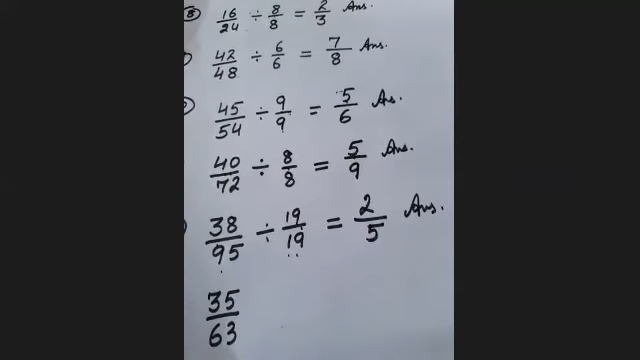 16/24 ÷ 8/8 = 2/3 Ans.
42/48 ÷ 6/6 = 7/8 Ans.
45/54 ÷ 9/9 = 5/6 Ans.
40/72 ÷ 8/8 = 5/9 Ans.
38/95 ÷ 19/19 = 2/5 Ans.
35/63